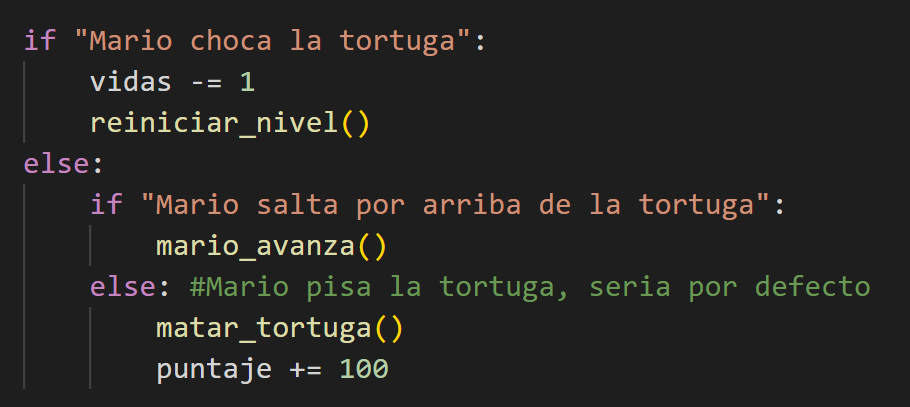 if "Mario choca la tortuga":
    vidas -= 1
    reiniciar_nivel()
else:
    if "Mario salta por arriba de la tortuga":
        mario_avanza()
    else: #Mario pisa la tortuga, seria por defecto
        matar_tortuga()
        puntaje += 100